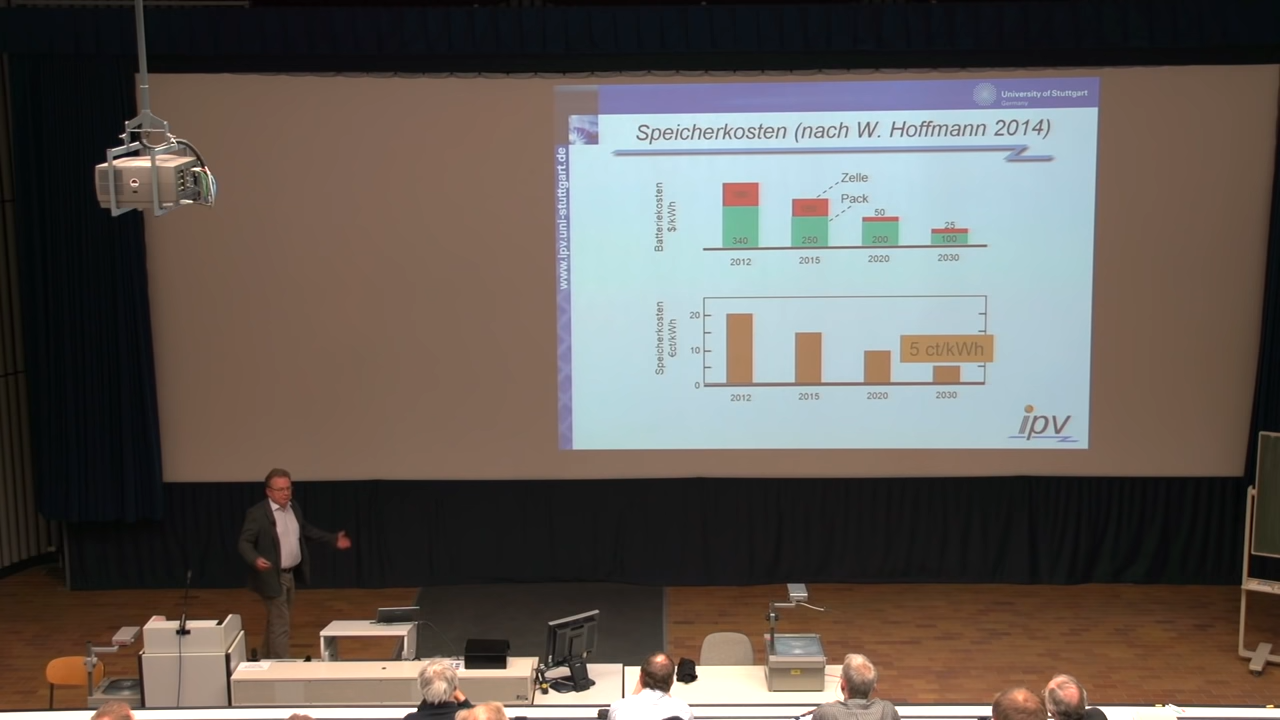 University of Stuttgart
Germany
Speicherkosten (nach W. Hoffmann 2014)
www.ipv.uni-stuttgart.de
Batteriekosten
$/kWh
Zelle
Pack
50
25
340
250
200
100
2012
2015
2020
2030
Speicherkosten
€ct/kWh
20
10
0
5 ct/kWh
2012
2015
2020
2030
ipv